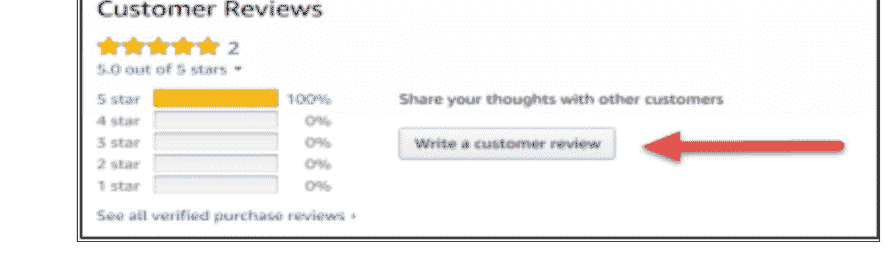 Customer Reviews
2
5.0 out of 5 stars
5 star 100%
4 star 0%
3 star 0%
2 star 0%
1 star 0%
Share your thoughts with other customers
Write a customer review
See all verified purchase reviews ›